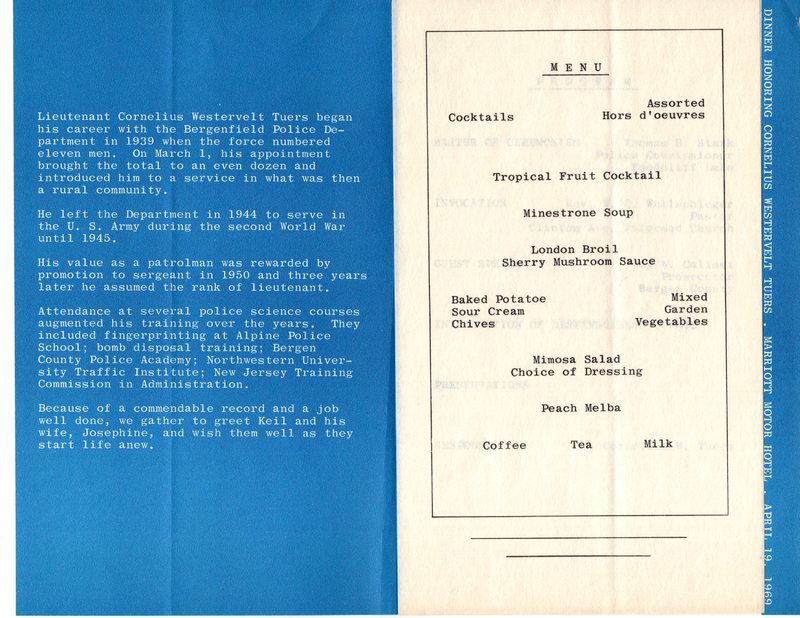 Lieutenant Cornelius Westervelt Tuers began
his career with the Bergenfield Police De-
partment in 1939 when the force numbered
eleven men. On March 1, his appointment
brought the total to an even dozen and
introduced him to a service in what was then
a rural community.
He left the Department in 1944 to serve in
the U. S. Army during the second World War
until 1945.
His value as a patrolman was rewarded by
promotion to sergeant in 1950 and three years
later he assumed the rank of lieutenant.
Attendance at several police science courses
augmented his training over the years. They
included fingerprinting at Alpine Police
School; bomb disposal training; Bergen
County Police Academy; Northwestern Univer-
sity Traffic Institute; New Jersey Training
Commission in Administration.
Because of a commendable record and a job
well done, we gather to greet Keil and his
wife, Josephine, and wish them well as they
start life anew.
MENU
Cocktails
Assorted
Hors d'oeuvres
Tropical Fruit Cocktail
Minestrone Soup
London Broil
Sherry Mushroom Sauce
Baked Potatoe
Sour Cream
Chives
Mixed
Garden
Vegetables
Mimosa Salad
Choice of Dressing
Peach Melba
Coffee Tea Milk
DINNER HONORING CORNELIUS WESTERVELT TUERS . MARRIOTT MOTOR HOTEL . APRIL 19, 1969